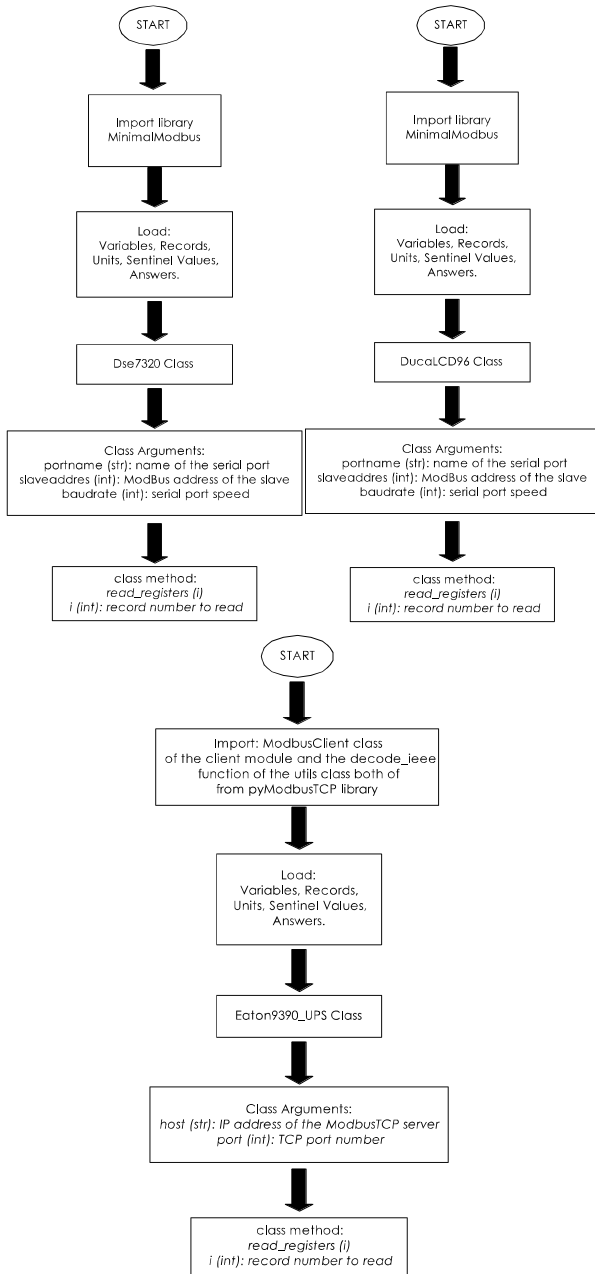 START
Import library
MinimalModbus
Load:
Variables, Records,
Units, Sentinel Values,
Answers.
Dse7320 Class
Class Arguments:
portname (str): name of the serial port
slaveaddres (int): ModBus address of the slave
baudrate (int): serial port speed
class method:
read_registers (i)
i (int): record number to read
START
Import library
MinimalModbus
Load:
Variables, Records,
Units, Sentinel Values,
Answers.
DucaLCD96 Class
Class Arguments:
portname (str): name of the serial port
slaveaddres (int): ModBus address of the slave
baudrate (int): serial port speed
class method:
read_registers (i)
i (int): record number to read
START
Import: ModbusClient class
of the client module and the decode_ieee
function of the utils class both of
from pyModbusTCP library
Load:
Variables, Records,
Units, Sentinel Values,
Answers.
Eaton9390_UPS Class
Class Arguments:
host (str): IP address of the ModbusTCP server
port (int): TCP port number
class method:
read_registers (i)
i (int): record number to read